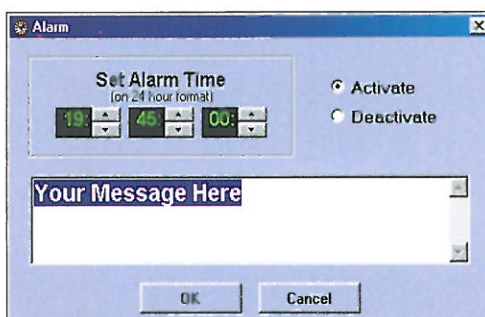 Alarm
Set Alarm Time
(on 24 hour format)
19: 45: 00:
Activate
Deactivate
Your Message Here
OK
Cancel